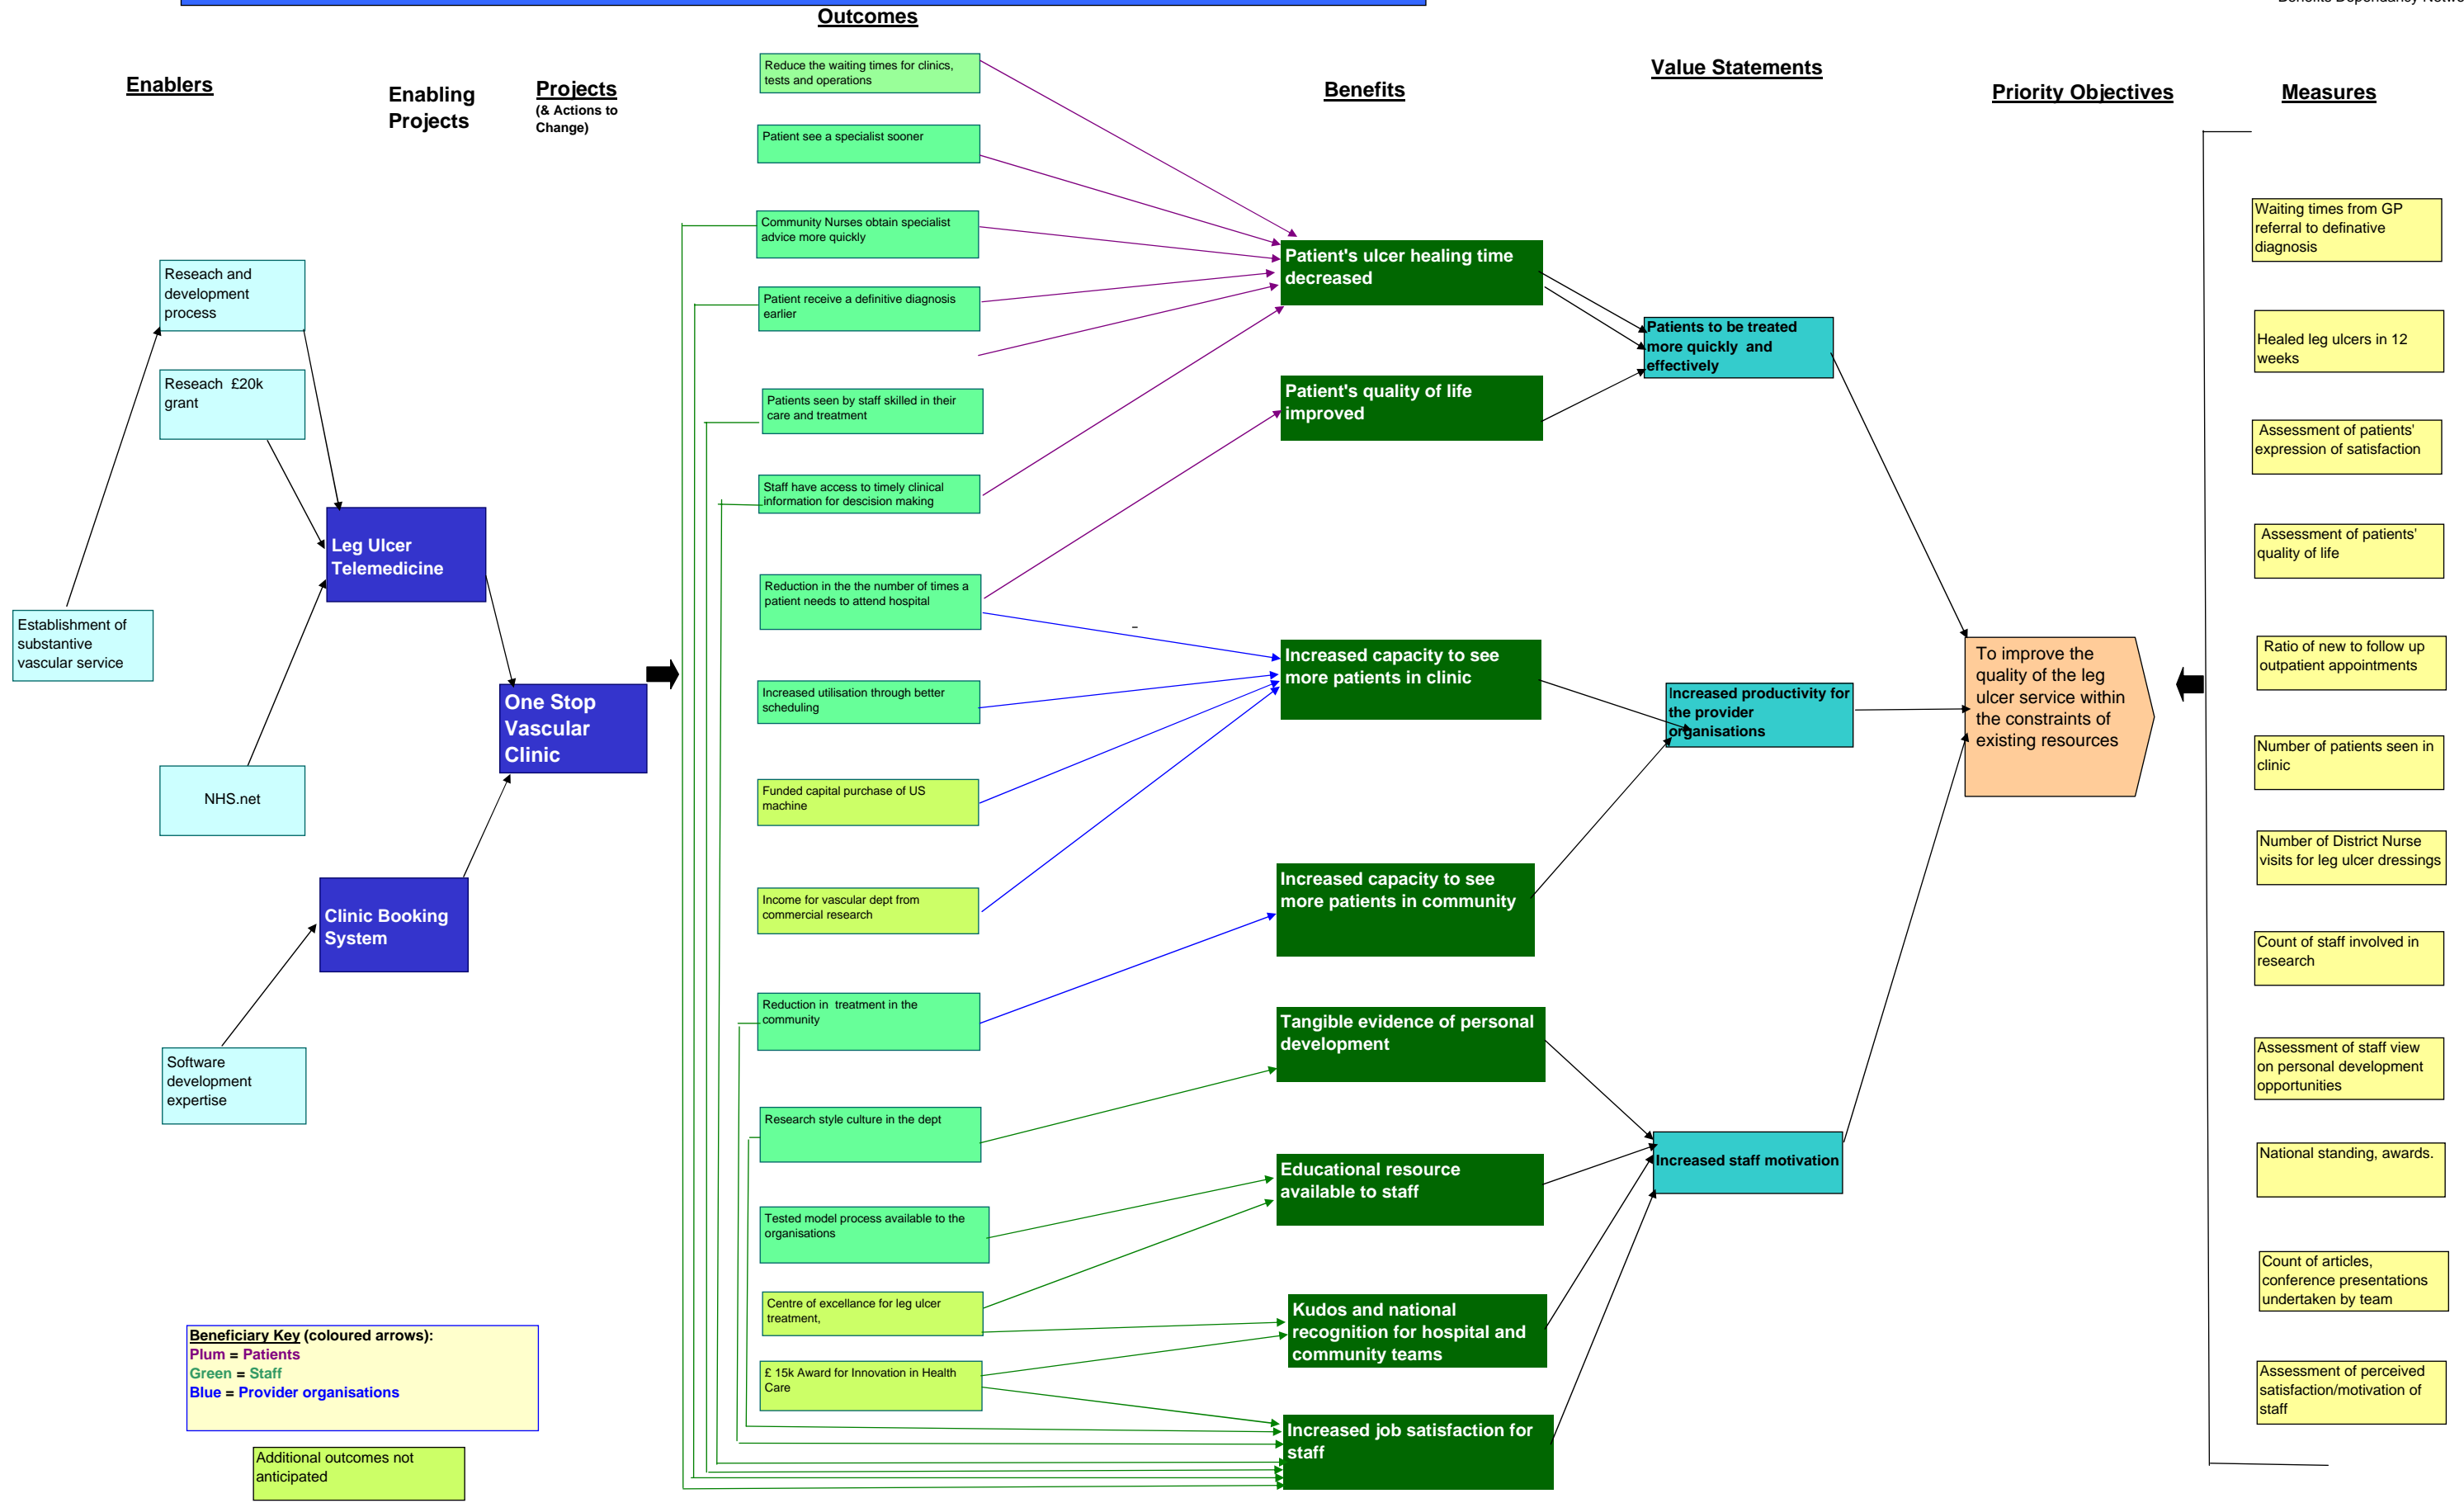 Benefits Dependancy Netwo
Outcomes
Enablers
Enabling
Projects
Projects
(& Actions to
Change)
Benefits
Value Statements
Priority Objectives
Measures
Reseach and
development
process
Reseach £20k
grant
Establishment of
substantive
vascular service
NHS.net
Software
development
expertise
Leg Ulcer
Telemedicine
Clinic Booking
System
One Stop
Vascular
Clinic
Reduce the waiting times for clinics,
tests and operations
Patient see a specialist sooner
Community Nurses obtain specialist
advice more quickly
Patient receive a definitive diagnosis
earlier
Patients seen by staff skilled in their
care and treatment
Staff have access to timely clinical
information for descision making
Reduction in the the number of times a
patient needs to attend hospital
Increased utilisation through better
scheduling
Funded capital purchase of US
machine
Income for vascular dept from
commercial research
Reduction in treatment in the
community
Research style culture in the dept
Tested model process available to the
organisations
Centre of excellence for leg ulcer
treatment,
£ 15k Award for Innovation in Health
Care
Patient's ulcer healing time
decreased
Patient's quality of life
improved
Increased capacity to see
more patients in clinic
Increased capacity to see
more patients in community
Tangible evidence of personal
development
Educational resource
available to staff
Kudos and national
recognition for hospital and
community teams
Increased job satisfaction for
staff
Patients to be treated
more quickly and
effectively
Increased productivity for
the provider
organisations
Increased staff motivation
To improve the
quality of the leg
ulcer service within
the constraints of
existing resources
Waiting times from GP
referral to definative
diagnosis
Healed leg ulcers in 12
weeks
Assessment of patients'
expression of satisfaction
Assessment of patients'
quality of life
Ratio of new to follow up
outpatient appointments
Number of patients seen in
clinic
Number of District Nurse
visits for leg ulcer dressings
Count of staff involved in
research
Assessment of staff view
on personal development
opportunities
National standing, awards.
Count of articles,
conference presentations
undertaken by team
Assessment of perceived
satisfaction/motivation of
staff
Beneficiary Key (coloured arrows):
Plum = Patients
Green = Staff
Blue = Provider organisations
Additional outcomes not
anticipated